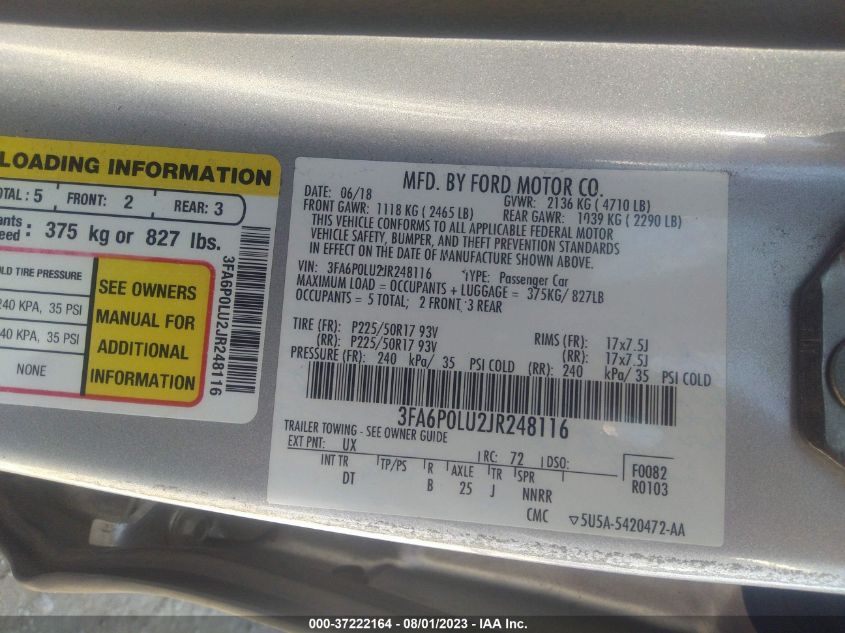 LOADING INFORMATION
OTAL: 5 FRONT: 2 REAR: 3
ants
eed : 375 kg or 827 lbs.
OLD TIRE PRESSURE
240 KPA, 35 PSI
40 KPA, 35 PSI
NONE
SEE OWNERS
MANUAL FOR
ADDITIONAL
INFORMATION
3FA6P0LU2JR248116
MFD. BY FORD MOTOR CO.
DATE: 06/18 GVWR: 2136 KG ( 4710 LB)
FRONT GAWR: 1118 KG ( 2465 LB) REAR GAWR: 1039 KG ( 2290 LB)
THIS VEHICLE CONFORMS TO ALL APPLICABLE FEDERAL MOTOR
VEHICLE SAFETY, BUMPER, AND THEFT PREVENTION STANDARDS
IN EFFECT ON THE DATE OF MANUFACTURE SHOWN ABOVE.
VIN: 3FA6P0LU2JR248116 TYPE: Passenger Car
MAXIMUM LOAD = OCCUPANTS + LUGGAGE = 375KG/ 827LB
OCCUPANTS = 5 TOTAL; 2 FRONT, 3 REAR
TIRE (FR): P225/50R17 93V RIMS (FR): 17x7.5J
(RR): P225/50R17 93V (RR): 17x7.5J
PRESSURE (FR): 240 kPa/ 35 PSI COLD (RR): 240 kPa/ 35 PSI COLD
3FA6P0LU2JR248116
TRAILER TOWING - SEE OWNER GUIDE
EXT PNT: UX RC: 72 DSO: F0082
INT TR TP/PS R AXLE TR SPR R0103
DT B 25 J NNRR
CMC ▽5U5A-5420472-AA
000-37222164 - 08/01/2023 - IAA Inc.